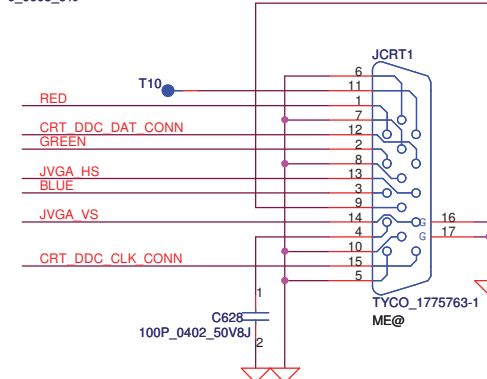 JCRT1
6
T10
11
RED
1
7
CRT_DDC_DAT_CONN
12
GREEN
2
8
JVGA_HS
13
BLUE
3
9
JVGA_VS
14
G
16
4
G
17
10
CRT_DDC_CLK_CONN
15
5
1
TYCO_1775763-1
C628
ME@
100P_0402_50V8J
2